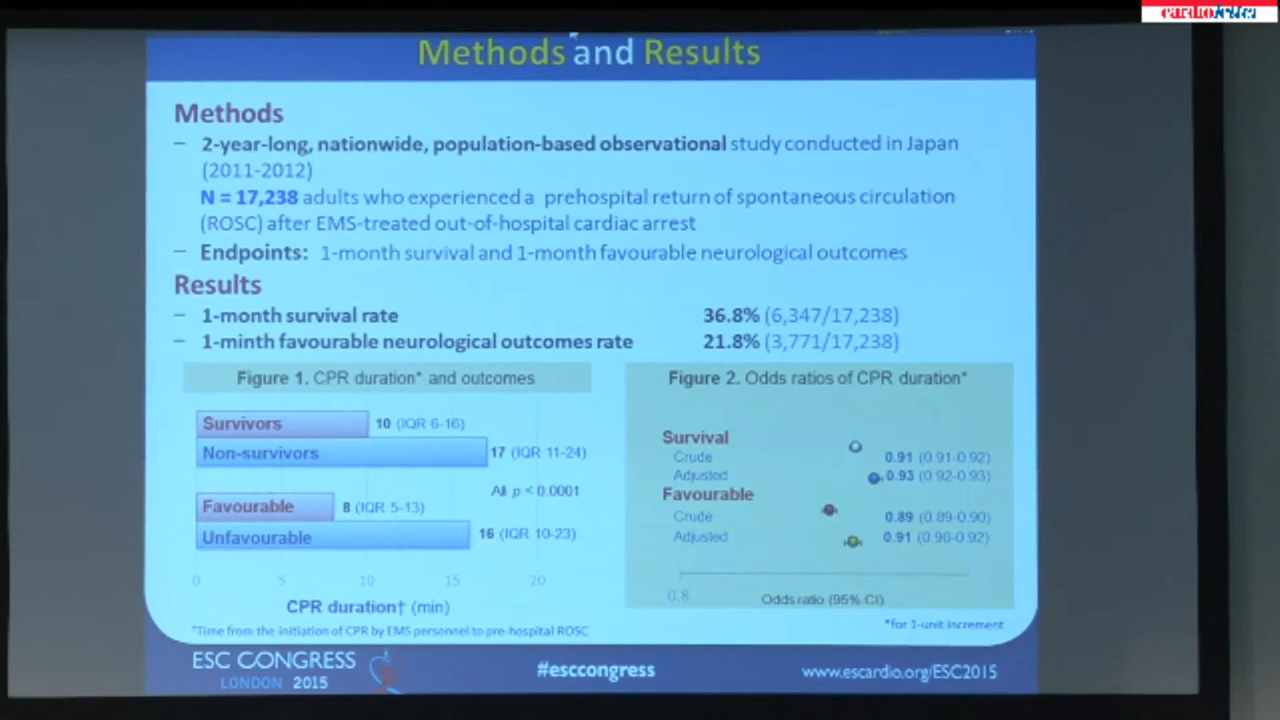 Methods and Results
Methods
– 2-year-long, nationwide, population-based observational study conducted in Japan
(2011-2012)
N = 17,238 adults who experienced a prehospital return of spontaneous circulation
(ROSC) after EMS-treated out-of-hospital cardiac arrest
– Endpoints: 1-month survival and 1-month favourable neurological outcomes
Results
– 1-month survival rate 36.8% (6,347/17,238)
– 1-minth favourable neurological outcomes rate 21.8% (3,771/17,238)
Figure 1. CPR duration* and outcomes
Survivors 10 (IQR 6-16)
Non-survivors 17 (IQR 11-24)
All p < 0.0001
Favourable 8 (IQR 5-13)
Unfavourable 16 (IQR 10-23)
0 5 10 15 20
CPR duration† (min)
*Time from the initiation of CPR by EMS personnel to pre-hospital ROSC
Figure 2. Odds ratios of CPR duration*
Survival
Crude 0.91 (0.91-0.92)
Adjusted 0.93 (0.92-0.93)
Favourable
Crude 0.89 (0.89-0.90)
Adjusted 0.91 (0.90-0.92)
0.8
Odds ratio (95% CI)
*for 1-unit increment
ESC CONGRESS
LONDON 2015
#esccongress
www.escardio.org/ESC2015